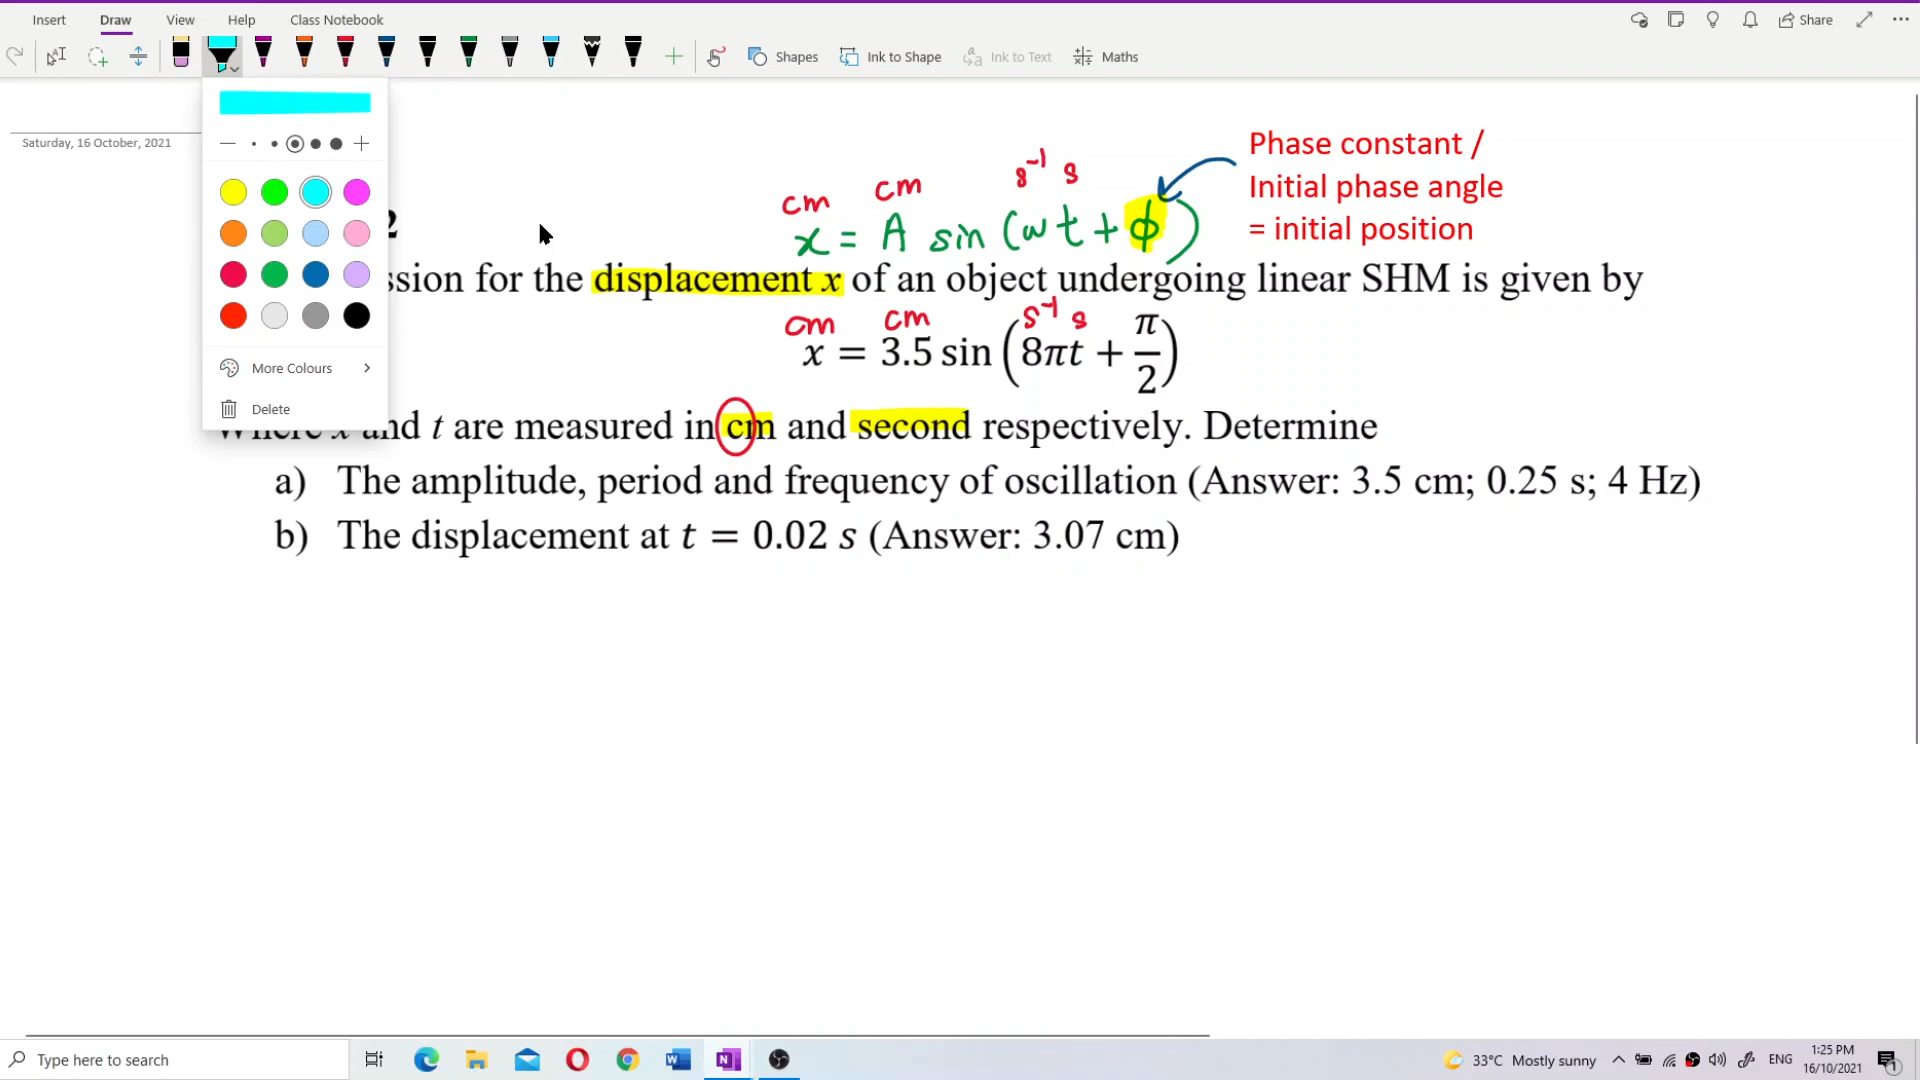 Insert Draw View Help Class Notebook
Share
Shapes Ink to Shape Ink to Text Maths
Saturday, 16 October, 2021
More Colours
Delete
Phase constant /
Initial phase angle
= initial position
cm cm s⁻¹ s
x = A sin (ωt + ϕ)
2
ssion for the displacement x of an object undergoing linear SHM is given by
cm cm s⁻¹ s
x = 3.5 sin (8πt + π/2)
Where x and t are measured in cm and second respectively. Determine
a) The amplitude, period and frequency of oscillation (Answer: 3.5 cm; 0.25 s; 4 Hz)
b) The displacement at t = 0.02 s (Answer: 3.07 cm)
Type here to search
33°C Mostly sunny
ENG
1:25 PM
16/10/2021
1